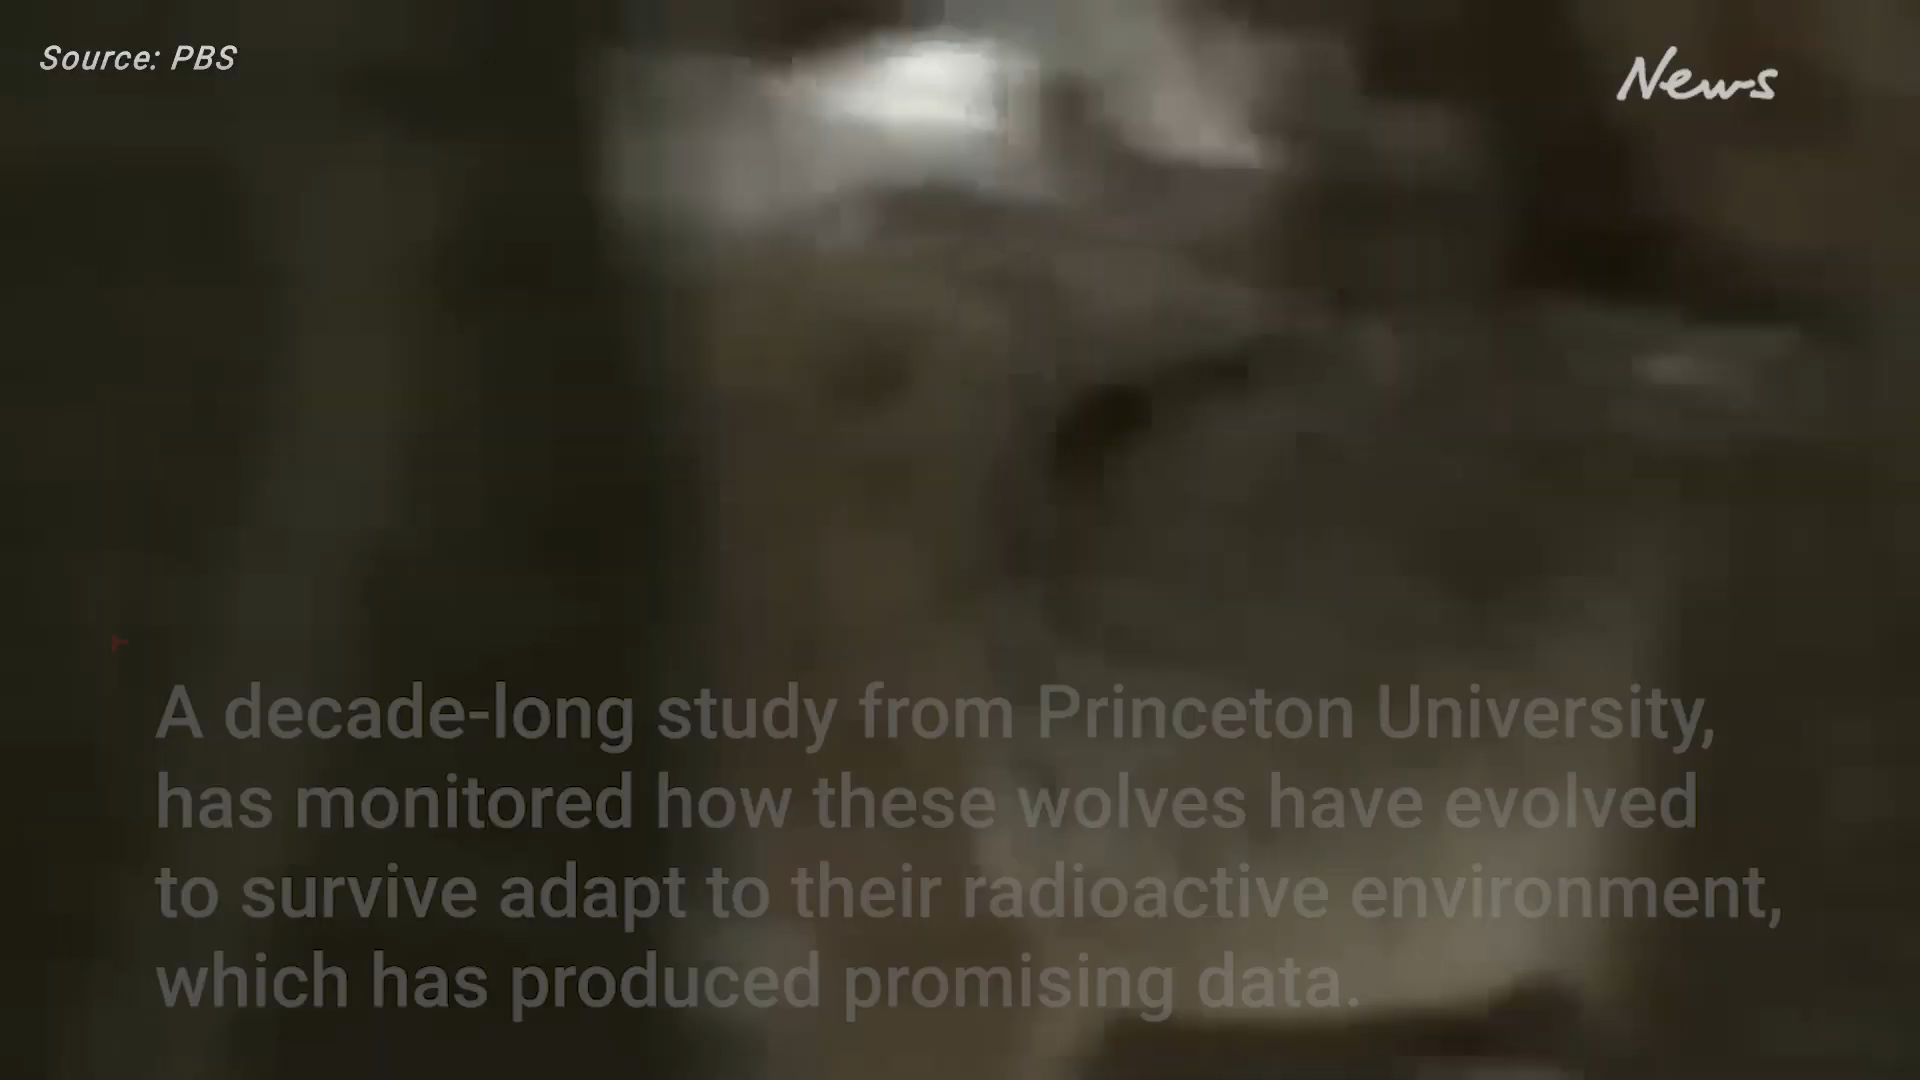 Source: PBS
News
A decade-long study from Princeton University,
has monitored how these wolves have evolved
to survive adapt to their radioactive environment,
which has produced promising data.